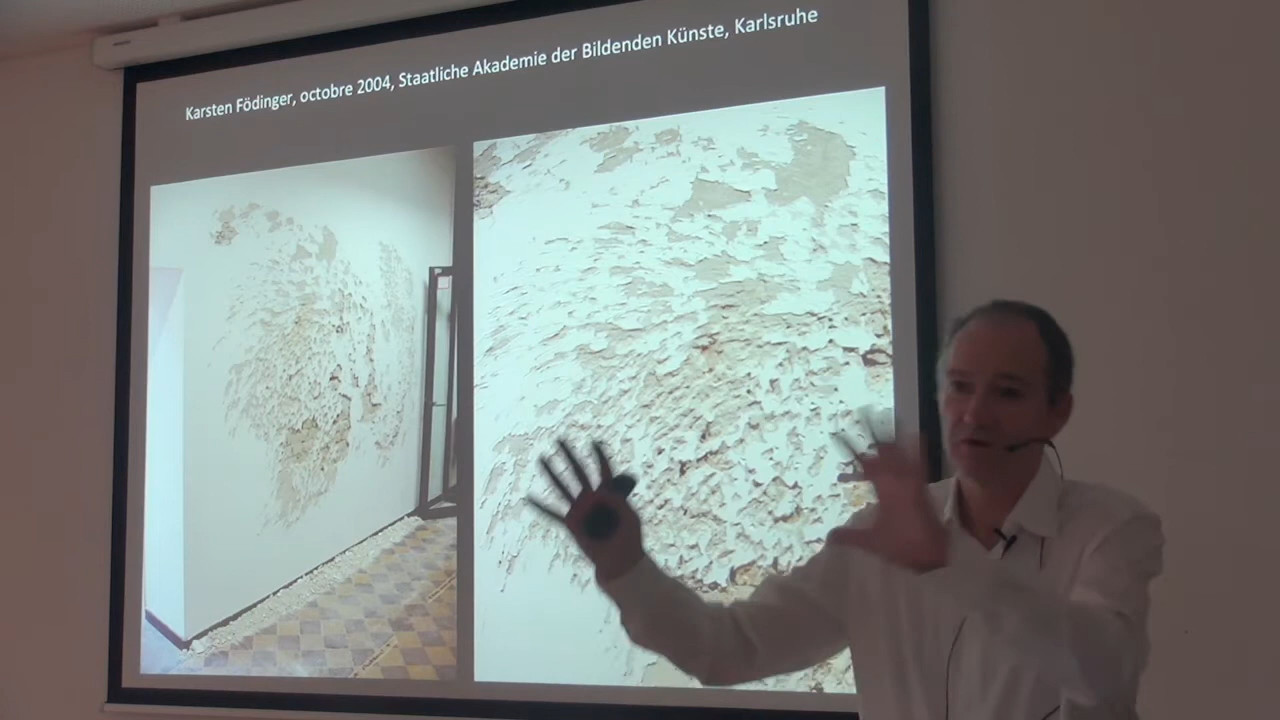 Karsten Födinger, octobre 2004, Staatliche Akademie der Bildenden Künste, Karlsruhe